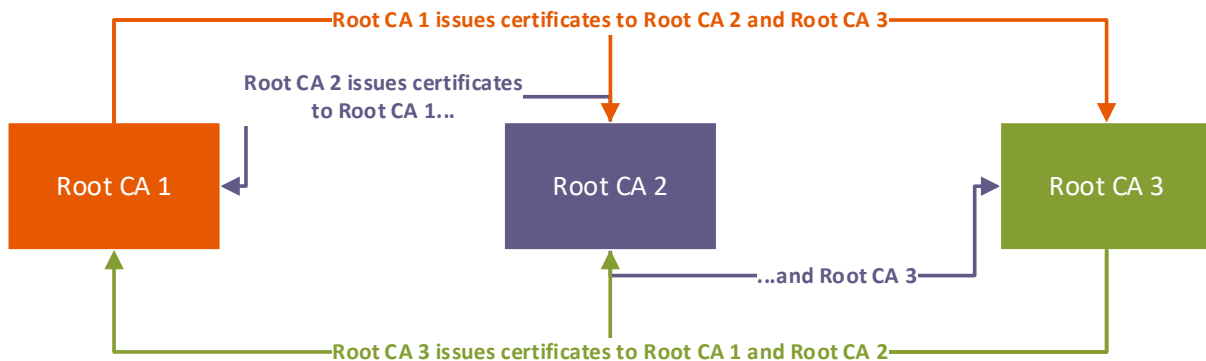 Root CA 1 issues certificates to Root CA 2 and Root CA 3
Root CA 2 issues certificates
to Root CA 1...
Root CA 1
Root CA 2
Root CA 3
...and Root CA 3
Root CA 3 issues certificates to Root CA 1 and Root CA 2